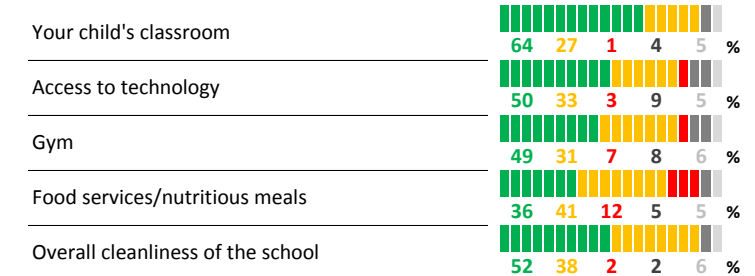 Your child's classroom
64 27 1 4 5 %
Access to technology
50 33 3 9 5 %
Gym
49 31 7 8 6 %
Food services/nutritious meals
36 41 12 5 5 %
Overall cleanliness of the school
52 38 2 2 6 %